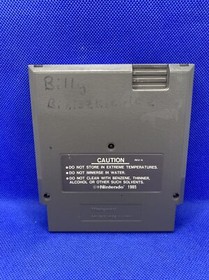 Billy
CAUTION
●DO NOT STORE IN EXTREME TEMPERATURES.
●DO NOT IMMERSE IN WATER.
●DO NOT CLEAN WITH BENZENE, THINNER,
ALCOHOL OR OTHER SUCH SOLVENTS.
Nintendo 1985